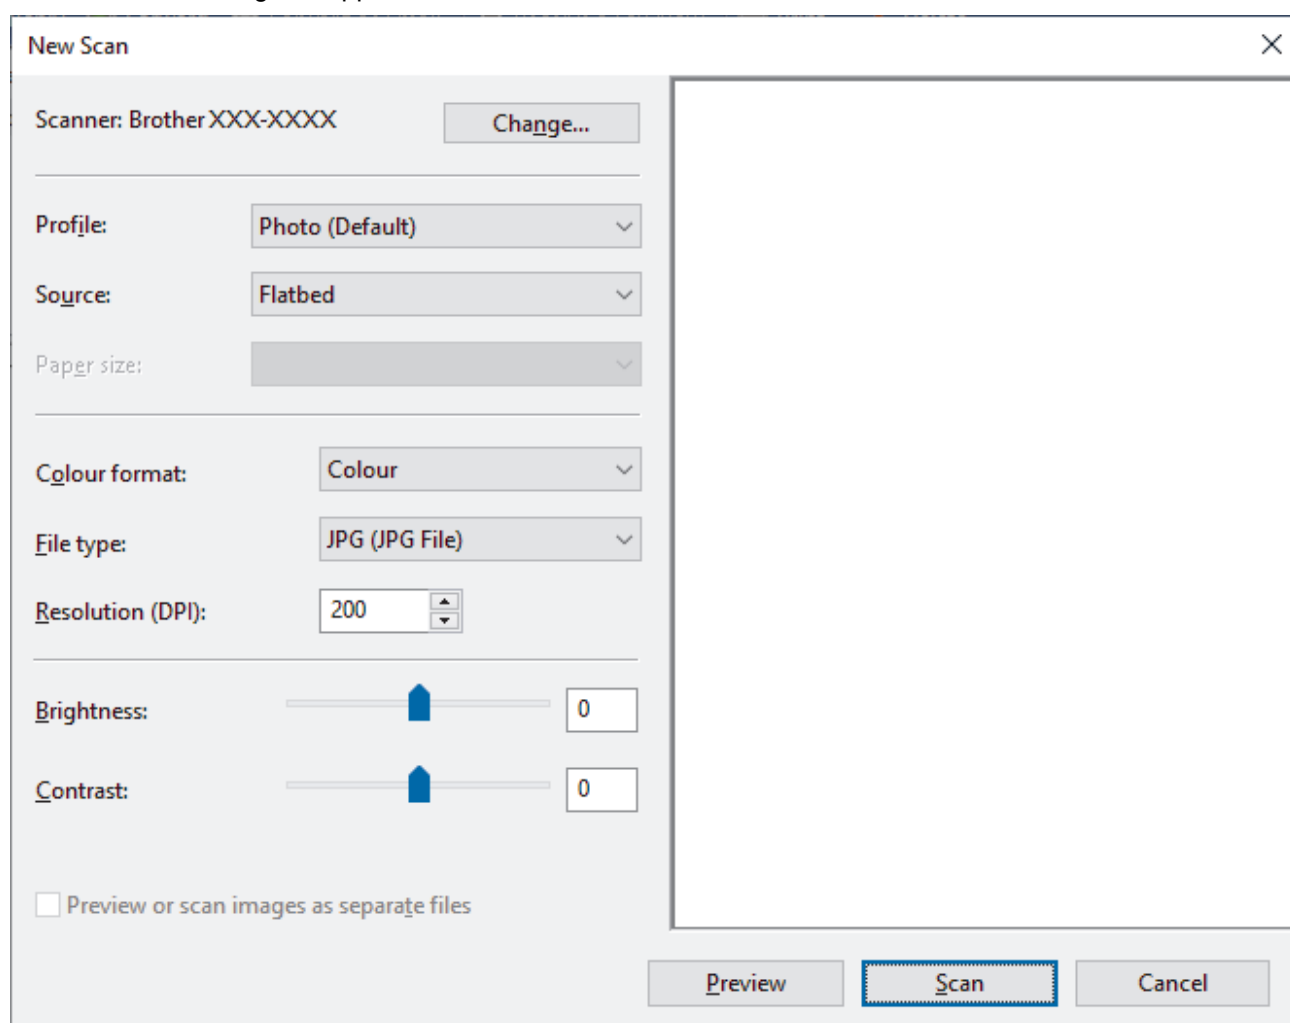 New Scan
Scanner: Brother XXX-XXXX Change...
Profile: Photo (Default)
Source: Flatbed
Paper size:
Colour format: Colour
File type: JPG (JPG File)
Resolution (DPI): 200
Brightness: 0
Contrast: 0
Preview or scan images as separate files
Preview Scan Cancel